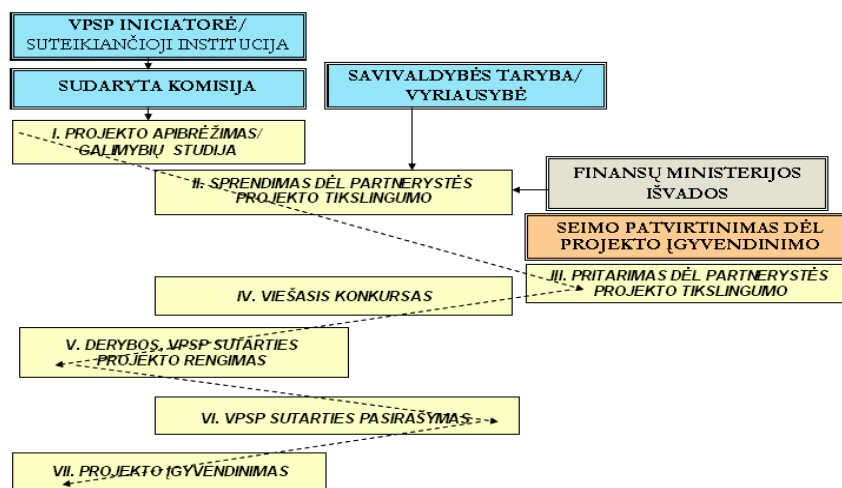 VPSP INICIATORĖ/
SUTEIKIANČIOJI INSTITUCIJA
SUDARYTA KOMISIJA
SAVIVALDYBĖS TARYBA/
VYRIAUSYBĖ
I. PROJEKTO APIBRĖŽIMAS/
GALIMYBIŲ STUDIJA
II. SPRENDIMAS DĖL PARTNERYSTĖS
PROJEKTO TIKSLINGUMO
FINANSŲ MINISTERIJOS
IŠVADOS
SEIMO PATVIRTINIMAS DĖL
PROJEKTO ĮGYVENDINIMO
III. PRITARIMAS DĖL PARTNERYSTĖS
PROJEKTO TIKSLINGUMO
IV. VIEŠASIS KONKURSAS
V. DERYBOS, VPSP SUTARTIES
PROJEKTO RENGIMAS
VI. VPSP SUTARTIES PASIRAŠYMAS
VII. PROJEKTO ĮGYVENDINIMAS